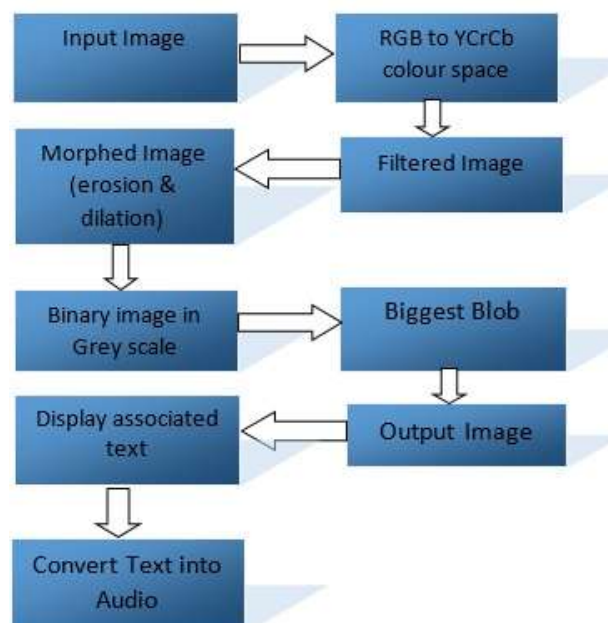 Input Image
RGB to YCrCb
colour space
Filtered Image
Morphed Image
(erosion &
dilation)
Binary image in
Grey scale
Biggest Blob
Output Image
Display associated
text
Convert Text into
Audio